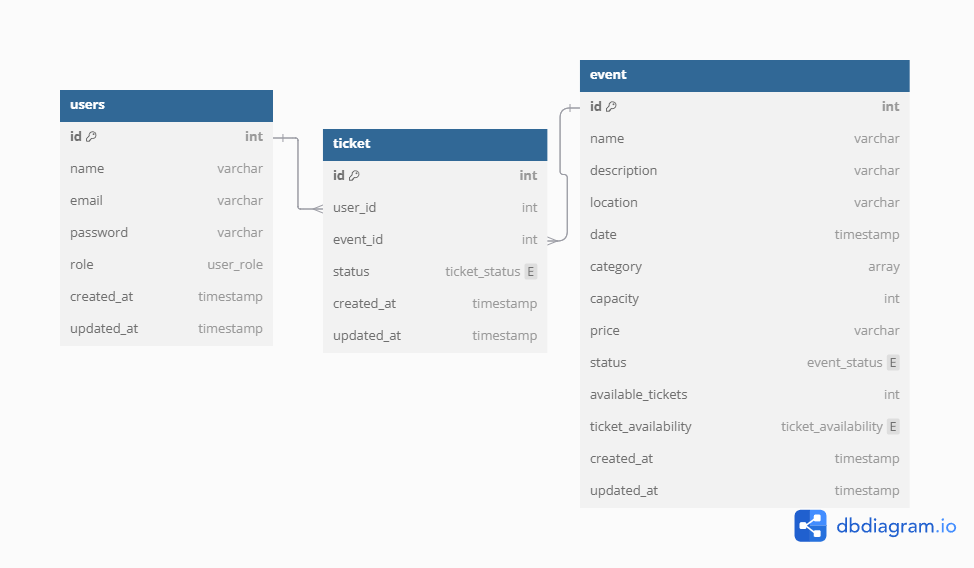 users
id int
name varchar
email varchar
password varchar
role user_role
created_at timestamp
updated_at timestamp
ticket
id int
user_id int
event_id int
status ticket_status E
created_at timestamp
updated_at timestamp
event
id int
name varchar
description varchar
location varchar
date timestamp
category array
capacity int
price varchar
status event_status E
available_tickets int
ticket_availability ticket_availability E
created_at timestamp
updated_at timestamp
dbdiagram.io